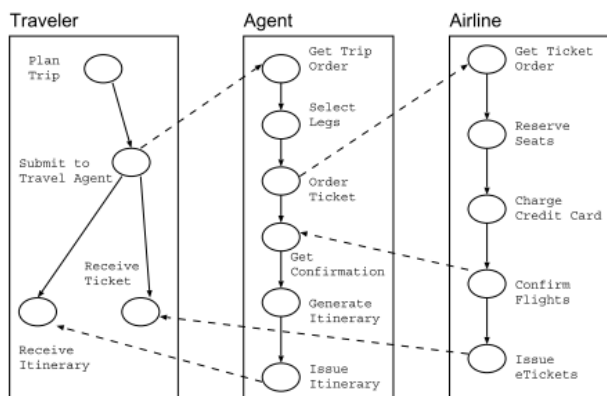 Traveler
Plan
Trip
Submit to
Travel Agent
Receive
Ticket
Receive
Itinerary
Agent
Get Trip
Order
Select
Legs
Order
Ticket
Get
Confirmation
Generate
Itinerary
Issue
Itinerary
Airline
Get Ticket
Order
Reserve
Seats
Charge
Credit Card
Confirm
Flights
Issue
eTickets